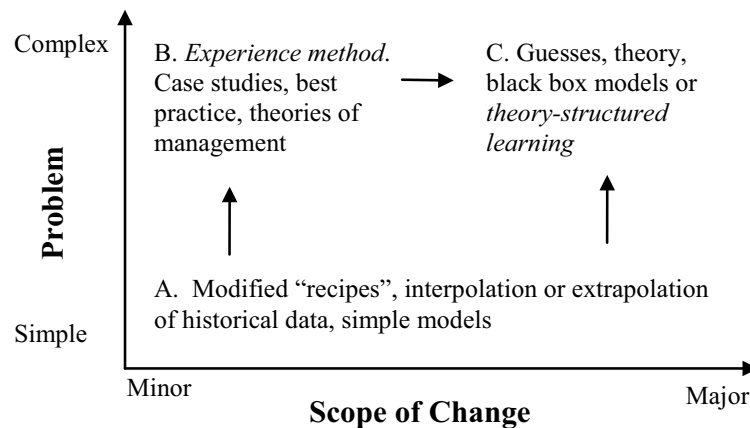 Complex
B. Experience method.
Case studies, best
practice, theories of
management
C. Guesses, theory,
black box models or
theory-structured
learning
Problem
A. Modified “recipes”, interpolation or extrapolation
of historical data, simple models
Simple
Minor
Major
Scope of Change